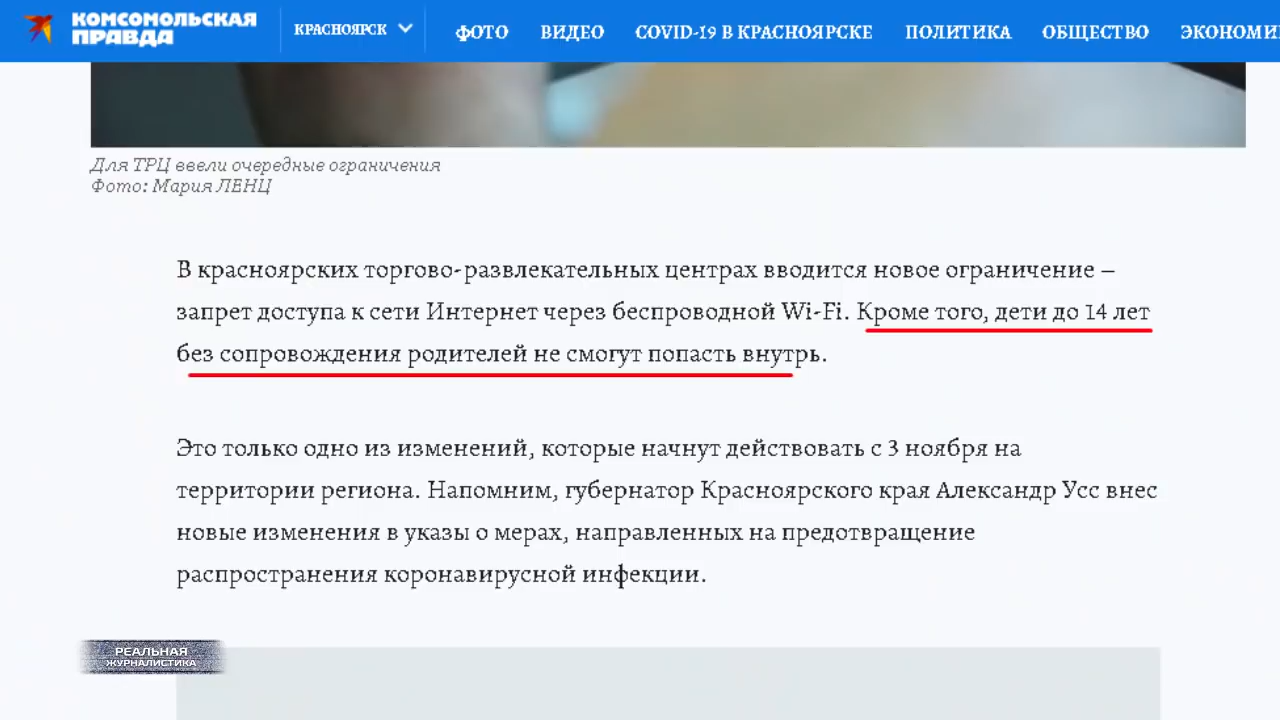 КОМСОМОЛЬСКАЯ
ПРАВДА
КРАСНОЯРСК
ФОТО ВИДЕО COVID-19 В КРАСНОЯРСКЕ ПОЛИТИКА ОБЩЕСТВО ЭКОНОМИ
Для ТРЦ ввели очередные ограничения
Фото: Мария ЛЕНЦ
В красноярских торгово-развлекательных центрах вводится новое ограничение –
запрет доступа к сети Интернет через беспроводной Wi-Fi. Кроме того, дети до 14 лет
без сопровождения родителей не смогут попасть внутрь.
Это только одно из изменений, которые начнут действовать с 3 ноября на
территории региона. Напомним, губернатор Красноярского края Александр Усс внес
новые изменения в указы о мерах, направленных на предотвращение
распространения коронавирусной инфекции.
РЕАЛЬНАЯ
ЖУРНАЛИСТИКА